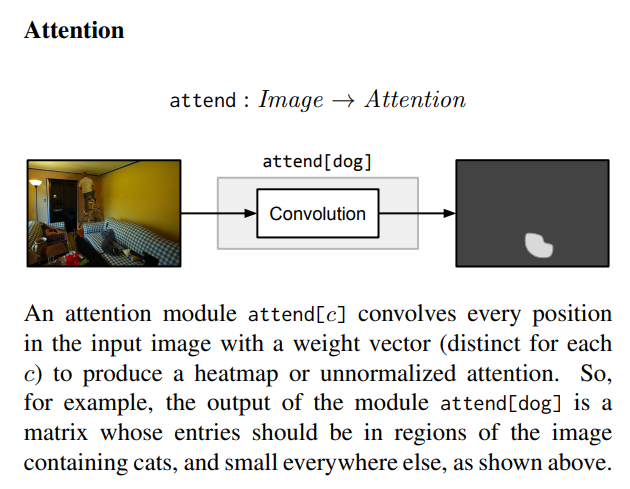 Attention
attend : Image → Attention
attend[dog]
Convolution
An attention module attend[c] convolves every position
in the input image with a weight vector (distinct for each
c) to produce a heatmap or unnormalized attention. So,
for example, the output of the module attend[dog] is a
matrix whose entries should be in regions of the image
containing cats, and small everywhere else, as shown above.